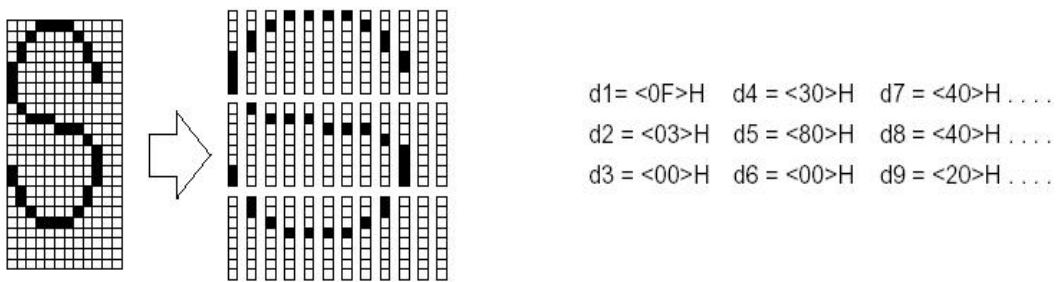 d1= <0F>H d4 = <30>H d7 = <40>H . . . .
d2 = <03>H d5 = <80>H d8 = <40>H . . . .
d3 = <00>H d6 = <00>H d9 = <20>H . . . .